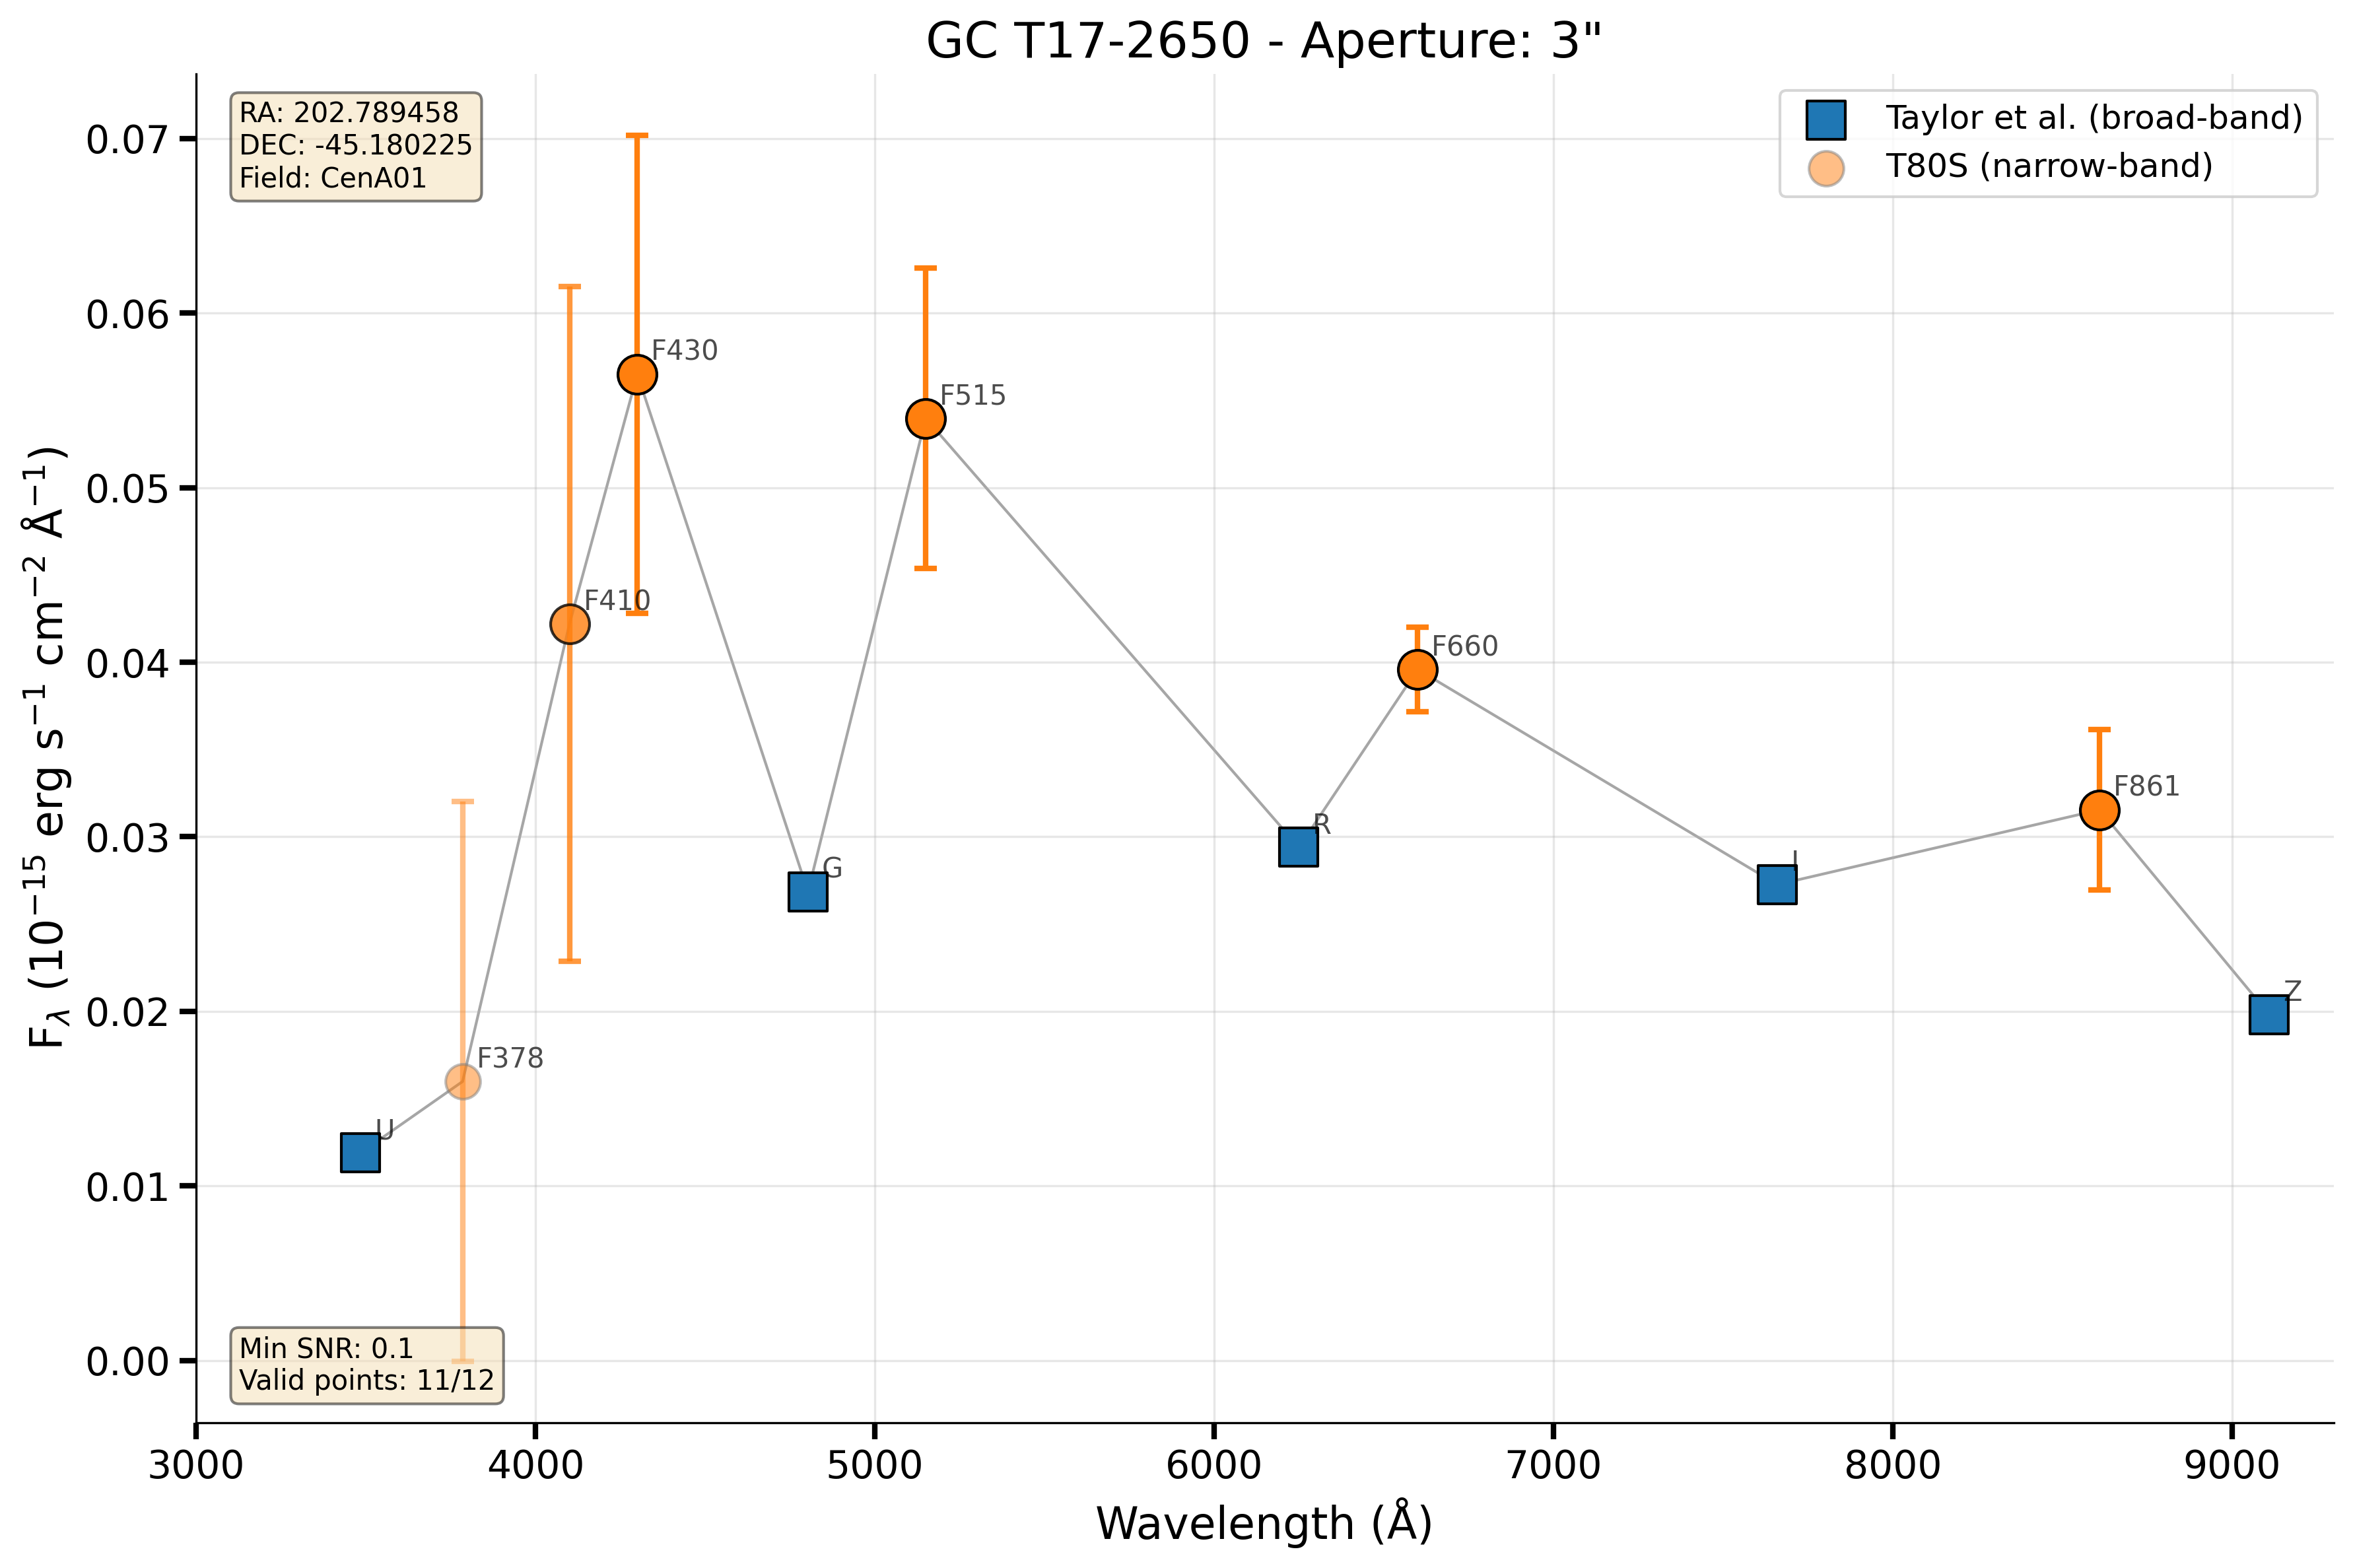 GC T17-2650 - Aperture: 3"
RA: 202.789458
DEC: -45.180225
Field: CenA01
Taylor et al. (broad-band)
T80S (narrow-band)
0.07
0.06
0.05
0.04
0.03
0.02
0.01
0.00
F_λ (10⁻¹⁵ erg s⁻¹ cm⁻² Å⁻¹)
F430
F515
F410
F660
F861
R
G
I
Z
F378
U
Min SNR: 0.1
Valid points: 11/12
3000 4000 5000 6000 7000 8000 9000
Wavelength (Å)